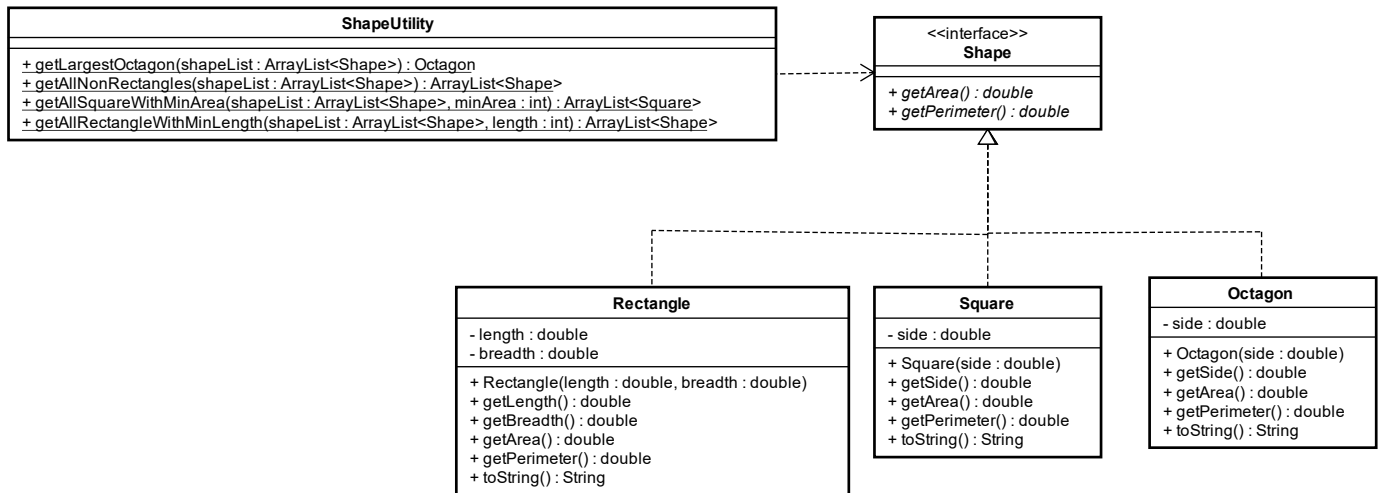 ShapeUtility
+ getLargestOctagon(shapeList : ArrayList<Shape>) : Octagon
+ getAllNonRectangles(shapeList : ArrayList<Shape>) : ArrayList<Shape>
+ getAllSquareWithMinArea(shapeList : ArrayList<Shape>, minArea : int) : ArrayList<Square>
+ getAllRectangleWithMinLength(shapeList : ArrayList<Shape>, length : int) : ArrayList<Shape>
<<interface>>
Shape
+ getArea() : double
+ getPerimeter() : double
Rectangle
- length : double
- breadth : double
+ Rectangle(length : double, breadth : double)
+ getLength() : double
+ getBreadth() : double
+ getArea() : double
+ getPerimeter() : double
+ toString() : String
Square
- side : double
+ Square(side : double)
+ getSide() : double
+ getArea() : double
+ getPerimeter() : double
+ toString() : String
Octagon
- side : double
+ Octagon(side : double)
+ getSide() : double
+ getArea() : double
+ getPerimeter() : double
+ toString() : String